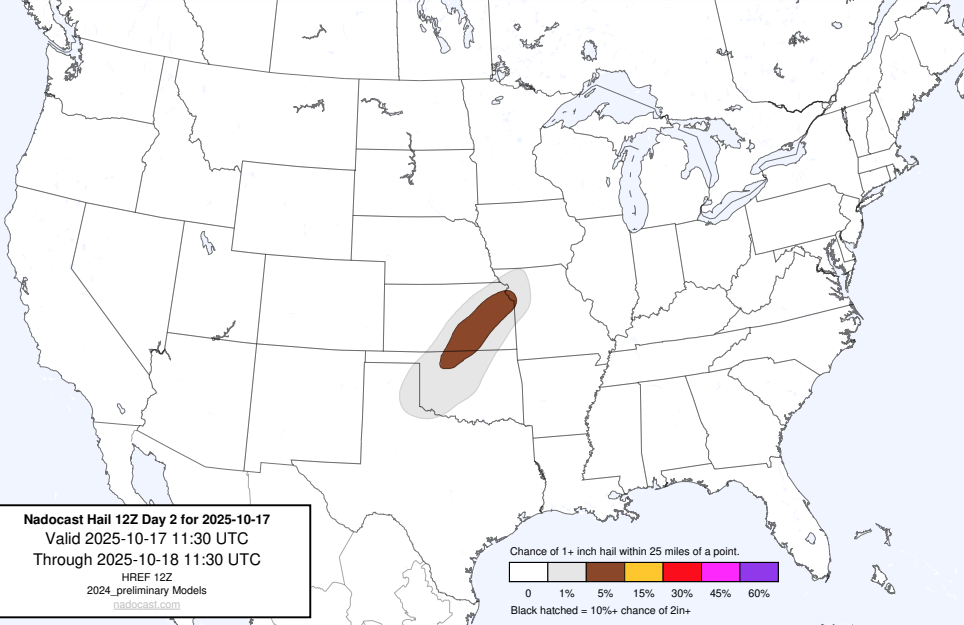 Nadocast Hail 12Z Day 2 for 2025-10-17
Valid 2025-10-17 11:30 UTC
Through 2025-10-18 11:30 UTC
HREF 12Z
2024_preliminary Models
nadocast.com
Chance of 1+ inch hail within 25 miles of a point.
0 1% 5% 15% 30% 45% 60%
Black hatched = 10%+ chance of 2in+